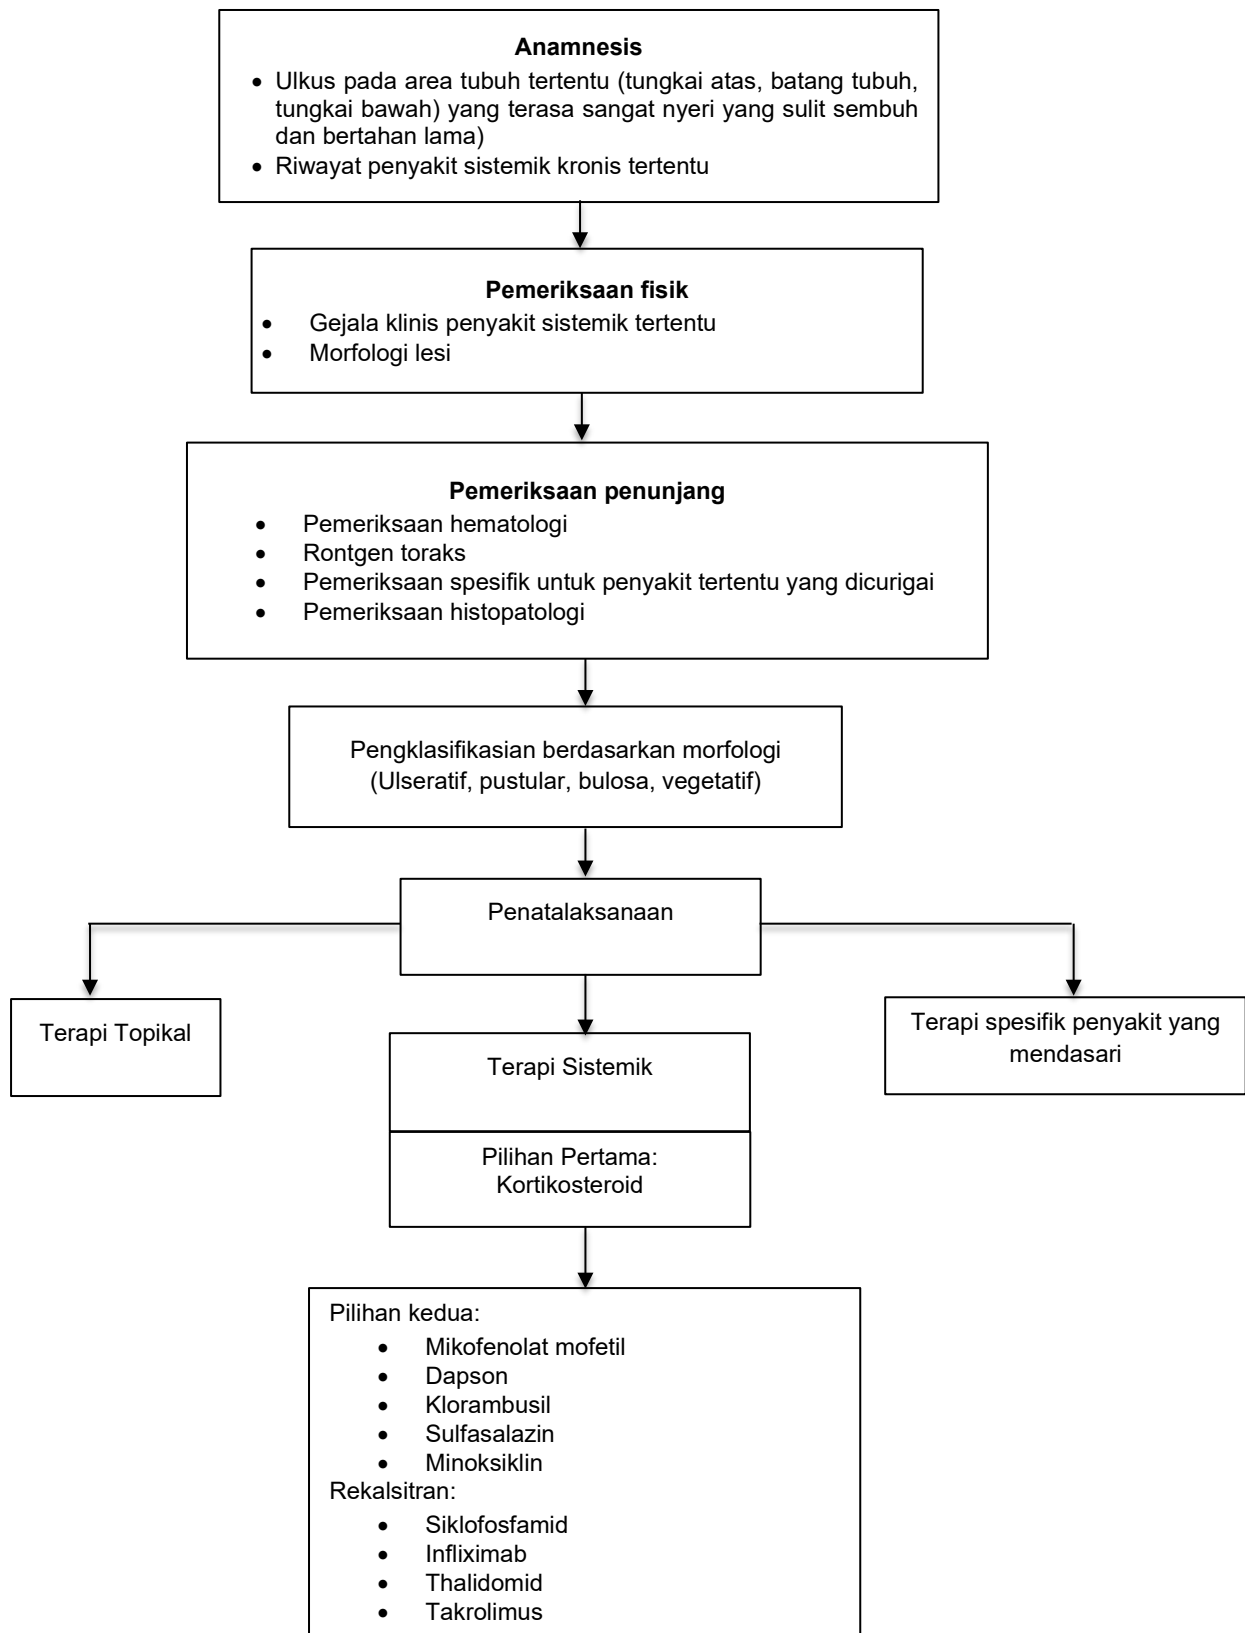 Anamnesis
• Ulkus pada area tubuh tertentu (tungkai atas, batang tubuh,
tungkai bawah) yang terasa sangat nyeri yang sulit sembuh
dan bertahan lama)
• Riwayat penyakit sistemik kronis tertentu
Pemeriksaan fisik
• Gejala klinis penyakit sistemik tertentu
• Morfologi lesi
Pemeriksaan penunjang
• Pemeriksaan hematologi
• Rontgen toraks
• Pemeriksaan spesifik untuk penyakit tertentu yang dicurigai
• Pemeriksaan histopatologi
Pengklasifikasian berdasarkan morfologi
(Ulseratif, pustular, bulosa, vegetatif)
Penatalaksanaan
Terapi Topikal
Terapi Sistemik
Pilihan Pertama:
Kortikosteroid
Terapi spesifik penyakit yang
mendasari
Pilihan kedua:
• Mikofenolat mofetil
• Dapson
• Klorambusil
• Sulfasalazin
• Minoksiklin
Rekalsitran:
• Siklofosfamid
• Infliximab
• Thalidomid
• Takrolimus